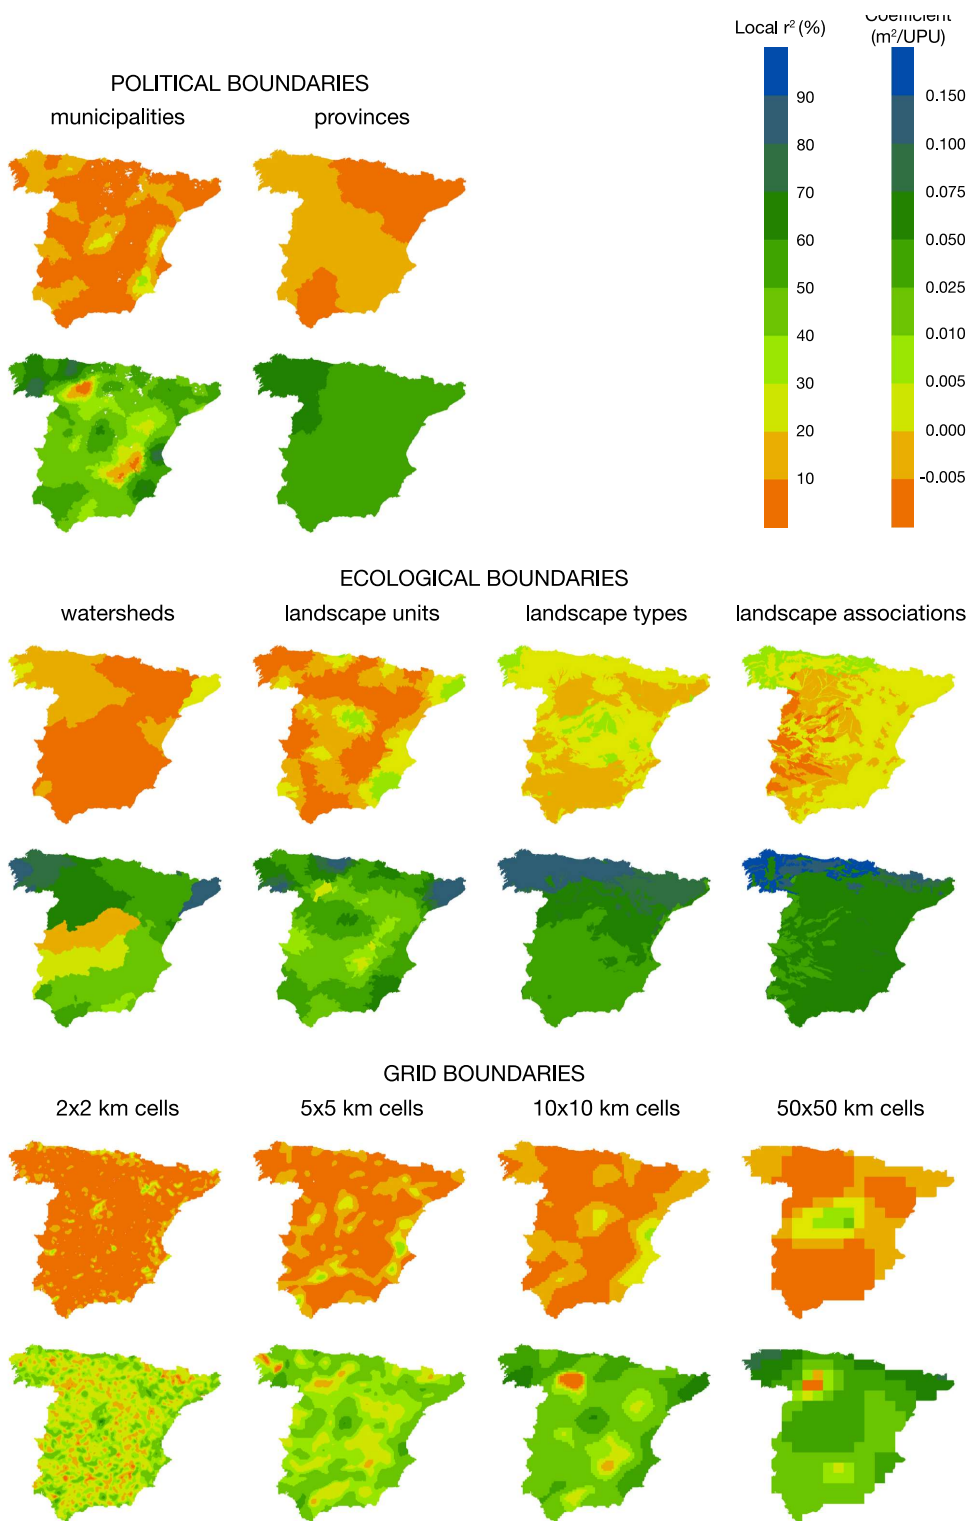 Local r² (%)
Coefficient
(m²/UPU)
90
80
70
60
50
40
30
20
10
0.150
0.100
0.075
0.050
0.025
0.010
0.005
0.000
-0.005
POLITICAL BOUNDARIES
municipalities
provinces
ECOLOGICAL BOUNDARIES
watersheds
landscape units
landscape types
landscape associations
GRID BOUNDARIES
2x2 km cells
5x5 km cells
10x10 km cells
50x50 km cells